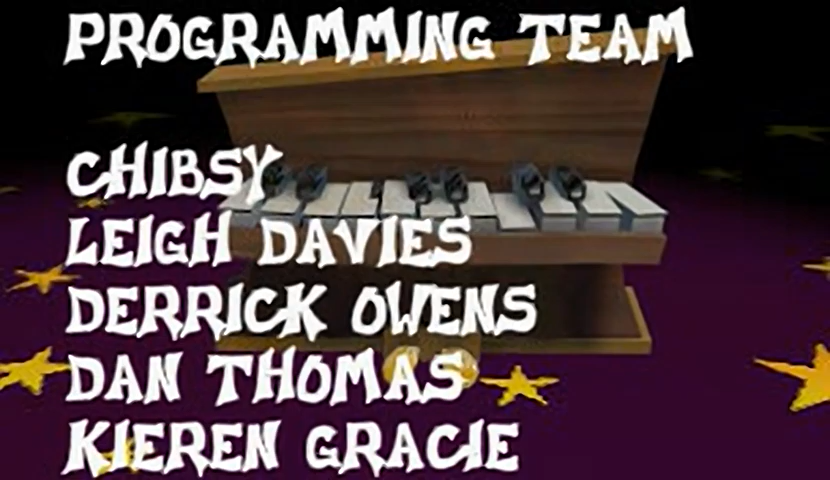 PROGRAMMING TEAM
CHIBSY
LEIGH DAVIES
DERRICK OWENS
DAN THOMAS
KIEREN GRACIE